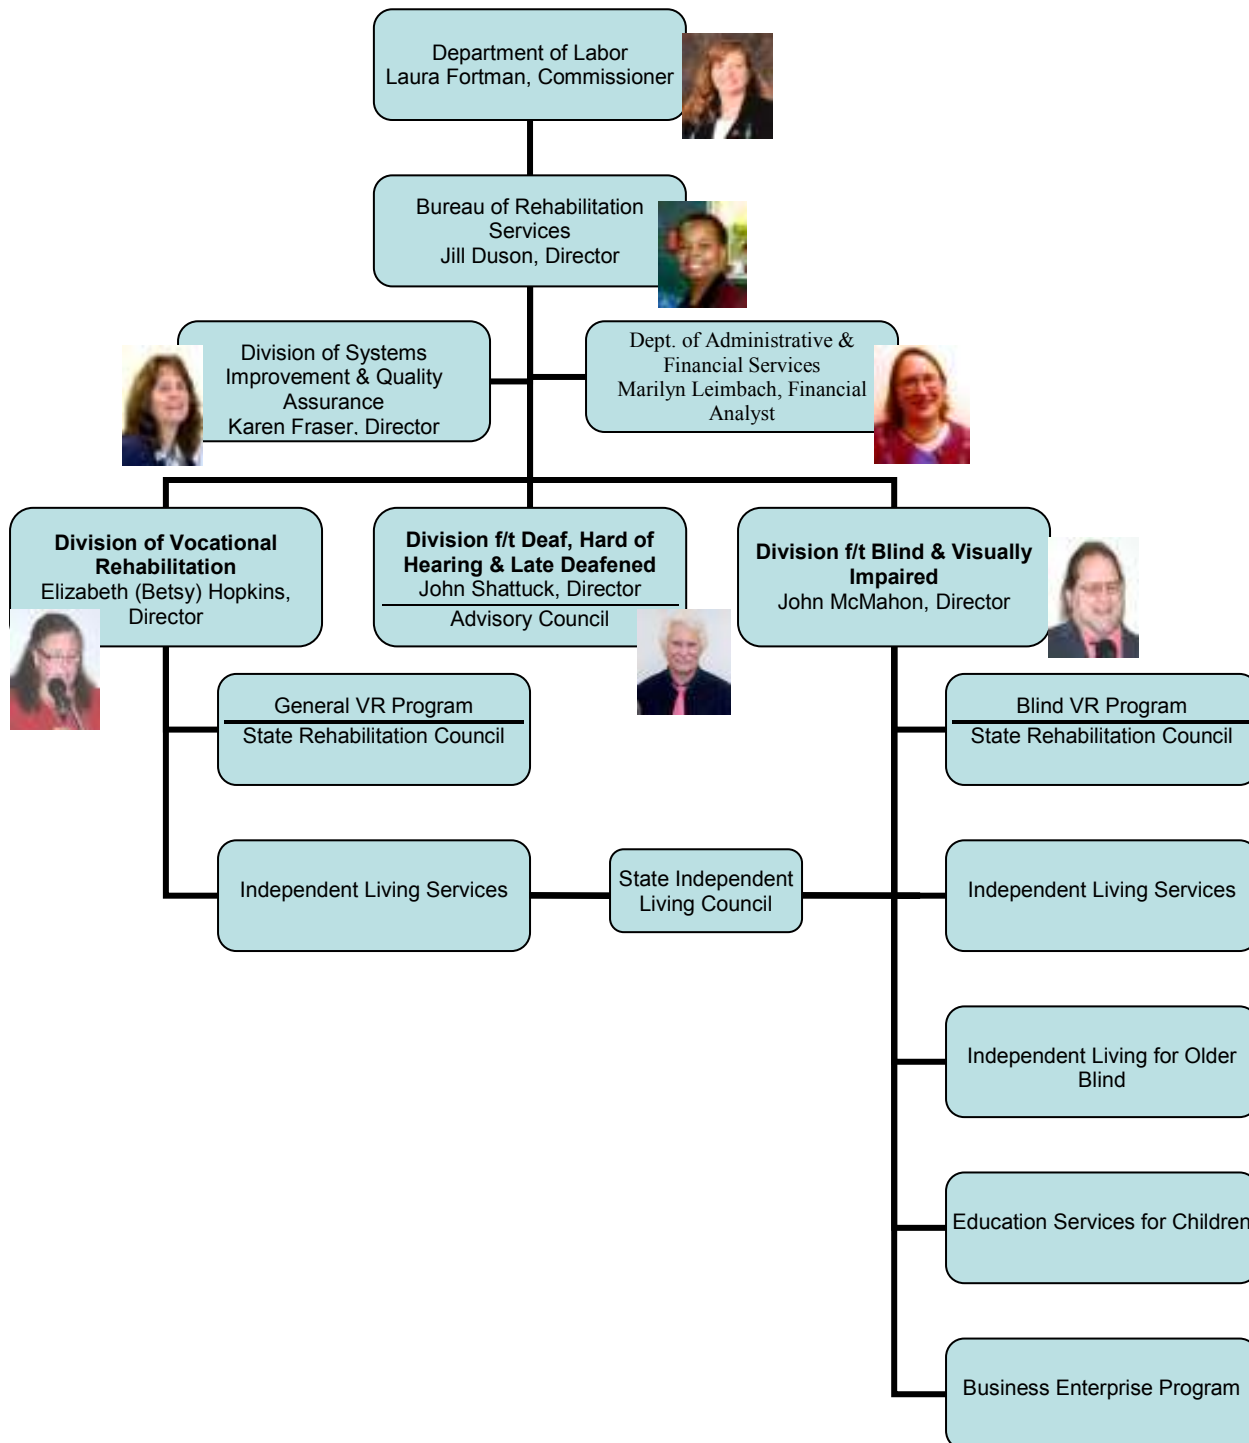 Department of Labor
Laura Fortman, Commissioner
Bureau of Rehabilitation
Services
Jill Duson, Director
Division of Systems
Improvement & Quality
Assurance
Karen Fraser, Director
Dept. of Administrative &
Financial Services
Marilyn Leimbach, Financial
Analyst
Division of Vocational
Rehabilitation
Elizabeth (Betsy) Hopkins,
Director
Division f/t Deaf, Hard of
Hearing & Late Deafened
John Shattuck, Director
Advisory Council
Division f/t Blind & Visually
Impaired
John McMahon, Director
General VR Program
State Rehabilitation Council
Blind VR Program
State Rehabilitation Council
Independent Living Services
State Independent
Living Council
Independent Living Services
Independent Living for Older
Blind
Education Services for Children
Business Enterprise Program